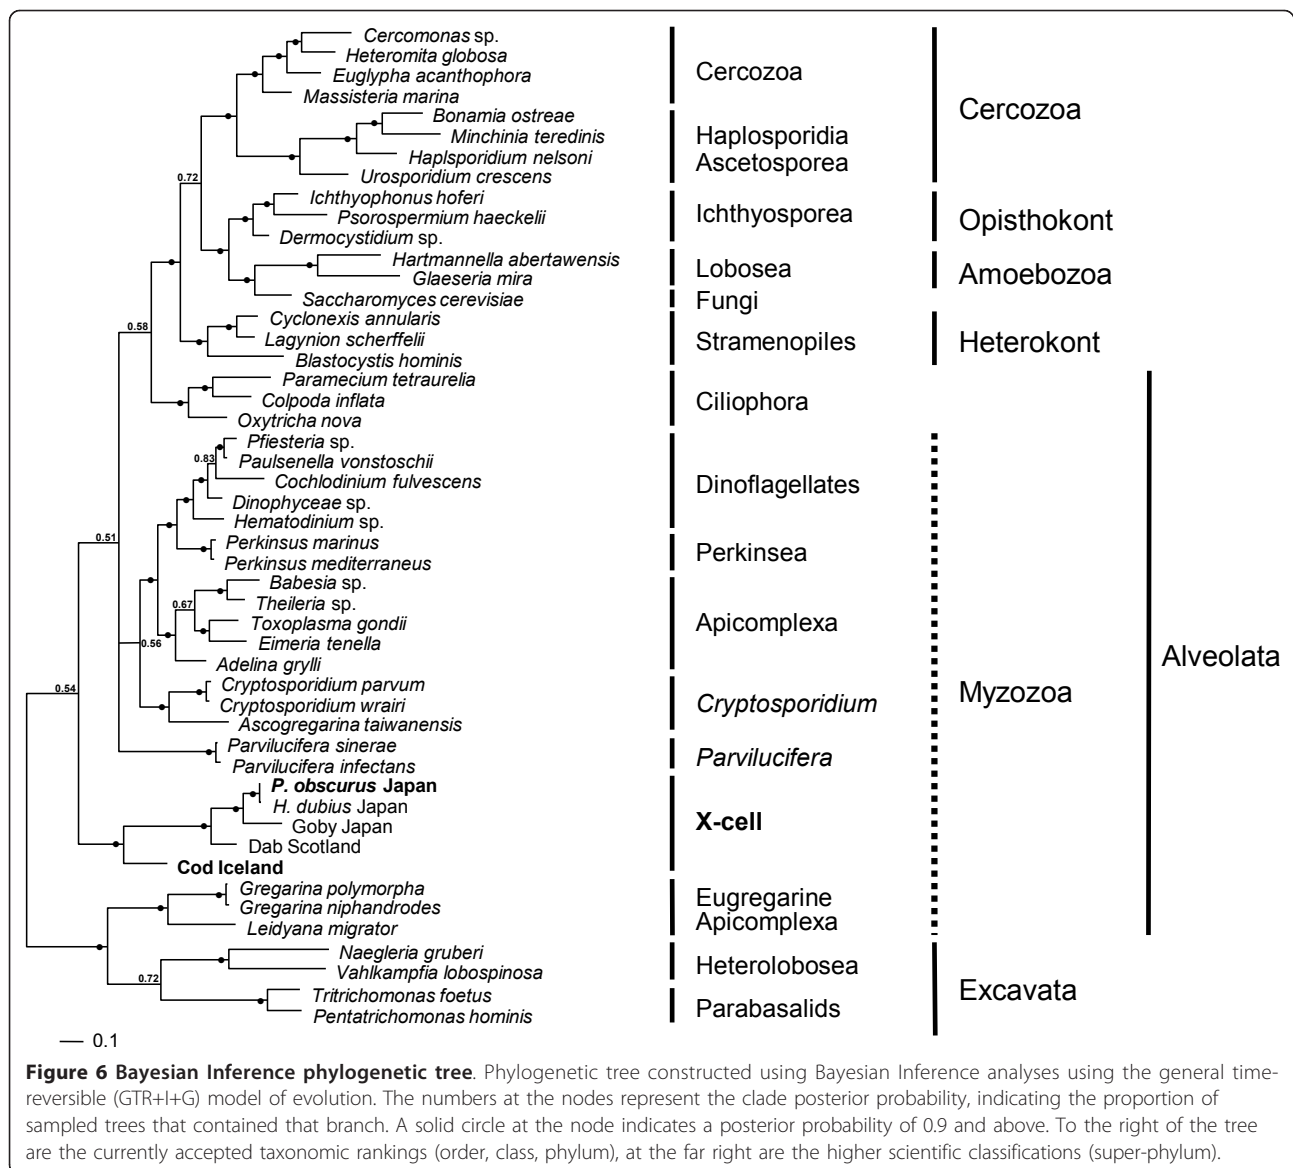 Cercomonas sp.
Heteromita globosa
Euglypha acanthophora
Massisteria marina
Cercozoa
Bonamia ostreae
Minchinia teredinis
Haplsporidium nelsoni
Urosporidium crescens
Haplosporidia
Ascetosporea
Cercozoa
0.72
Ichthyophonus hoferi
Psorospermium haeckelii
Dermocystidium sp.
Ichthyosporea
Opisthokont
Hartmannella abertawensis
Glaeseria mira
Lobosea
Amoebozoa
Saccharomyces cerevisiae
Fungi
0.58
Cyclonexis annularis
Lagynion scherffelii
Blastocystis hominis
Stramenopiles
Heterokont
Paramecium tetraurelia
Colpoda inflata
Oxytricha nova
Ciliophora
Pfiesteria sp.
0.83
Paulsenella vonstoschii
Cochlodinium fulvescens
Dinophyceae sp.
Hematodinium sp.
Dinoflagellates
0.51
Perkinsus marinus
Perkinsus mediterraneus
Perkinsea
Babesia sp.
0.67
Theileria sp.
Toxoplasma gondii
0.56
Eimeria tenella
Adelina grylli
Apicomplexa
0.54
Cryptosporidium parvum
Cryptosporidium wrairi
Ascogregarina taiwanensis
Cryptosporidium
Myzozoa
Alveolata
Parvilucifera sinerae
Parvilucifera infectans
Parvilucifera
P. obscurus Japan
H. dubius Japan
Goby Japan
Dab Scotland
Cod Iceland
X-cell
Gregarina polymorpha
Gregarina niphandrodes
Leidyana migrator
Eugregarine
Apicomplexa
Naegleria gruberi
Vahlkampfia lobospinosa
Heterolobosea
0.72
Tritrichomonas foetus
Pentatrichomonas hominis
Parabasalids
Excavata
0.1
Figure 6 Bayesian Inference phylogenetic tree. Phylogenetic tree constructed using Bayesian Inference analyses using the general time-
reversible (GTR+I+G) model of evolution. The numbers at the nodes represent the clade posterior probability, indicating the proportion of
sampled trees that contained that branch. A solid circle at the node indicates a posterior probability of 0.9 and above. To the right of the tree
are the currently accepted taxonomic rankings (order, class, phylum), at the far right are the higher scientific classifications (super-phylum).